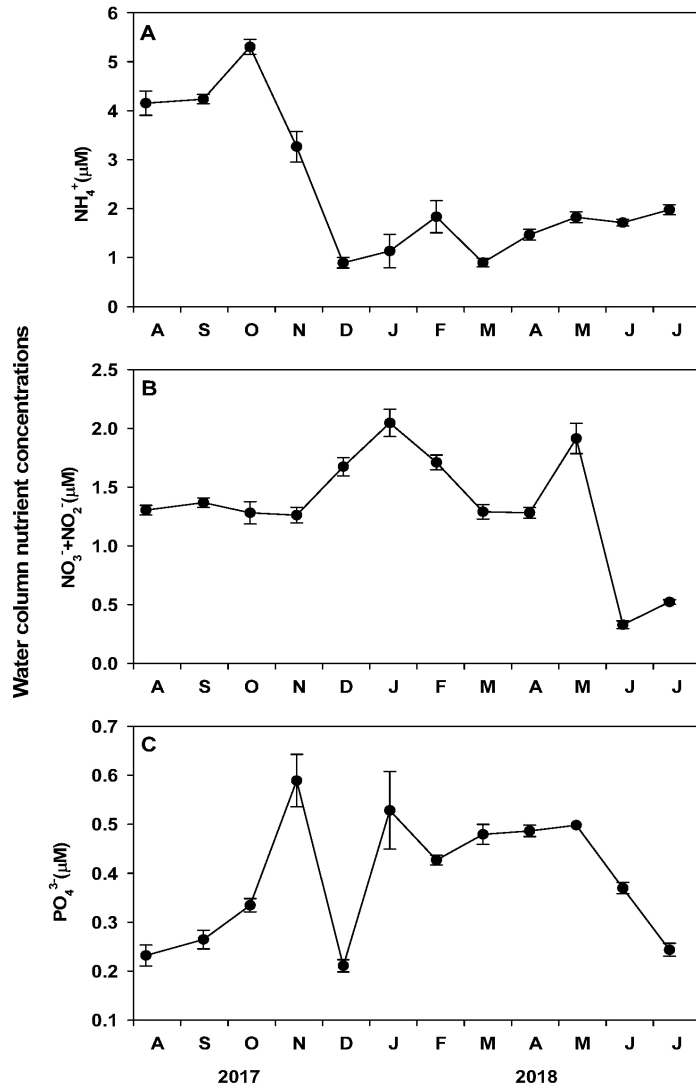 Water column nutrient concentrations
A
NH₄⁺(μM)
6
5
4
3
2
1
0
A S O N D J F M A M J J
B
NO₃⁻+NO₂⁻(μM)
2.5
2.0
1.5
1.0
0.5
0.0
A S O N D J F M A M J J
C
PO₄³⁻(μM)
0.7
0.6
0.5
0.4
0.3
0.2
0.1
A S O N D J F M A M J J
2017 2018